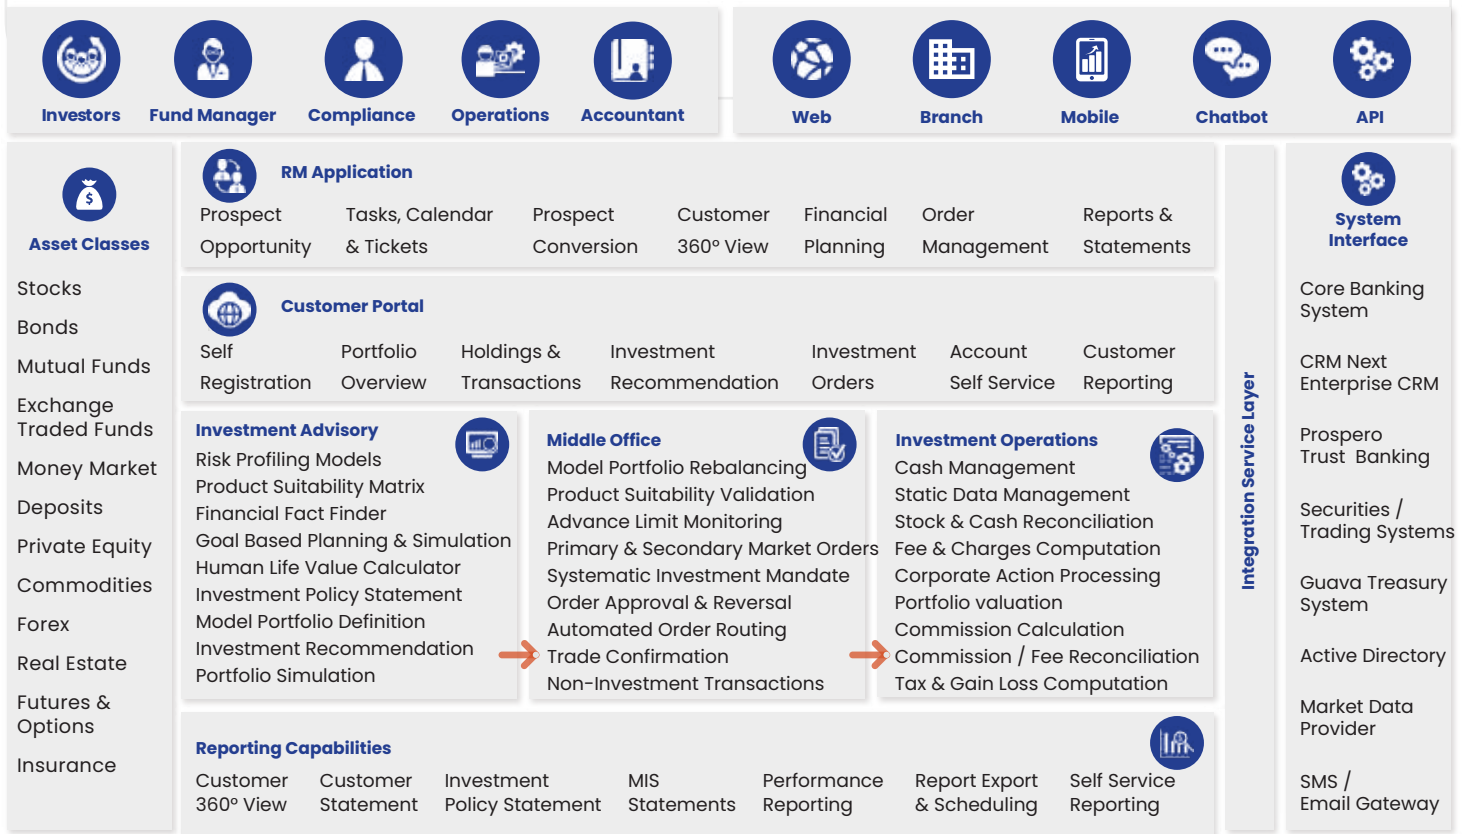 Investors
Fund Manager
Compliance
Operations
Accountant
Web
Branch
Mobile
Chatbot
API
$
Asset Classes
Stocks
Bonds
Mutual Funds
Exchange
Traded Funds
Money Market
Deposits
Private Equity
Commodities
Forex
Real Estate
Futures &
Options
Insurance
RM Application
Prospect
Opportunity
Tasks, Calendar
& Tickets
Prospect
Conversion
Customer
360° View
Financial
Planning
Order
Management
Reports &
Statements
Customer Portal
Self
Registration
Portfolio
Overview
Holdings &
Transactions
Investment
Recommendation
Investment
Orders
Account
Self Service
Customer
Reporting
Investment Advisory
Risk Profiling Models
Product Suitability Matrix
Financial Fact Finder
Goal Based Planning & Simulation
Human Life Value Calculator
Investment Policy Statement
Model Portfolio Definition
Investment Recommendation
Portfolio Simulation
Middle Office
Model Portfolio Rebalancing
Product Suitability Validation
Advance Limit Monitoring
Primary & Secondary Market Orders
Systematic Investment Mandate
Order Approval & Reversal
Automated Order Routing
Trade Confirmation
Non-Investment Transactions
Investment Operations
Cash Management
Static Data Management
Stock & Cash Reconciliation
Fee & Charges Computation
Corporate Action Processing
Portfolio valuation
Commission Calculation
Commission / Fee Reconciliation
Tax & Gain Loss Computation
Reporting Capabilities
Customer
360° View
Customer
Statement
Investment
Policy Statement
MIS
Statements
Performance
Reporting
Report Export
& Scheduling
Self Service
Reporting
Integration Service Layer
System
Interface
Core Banking
System
CRM Next
Enterprise CRM
Prospero
Trust Banking
Securities /
Trading Systems
Guava Treasury
System
Active Directory
Market Data
Provider
SMS /
Email Gateway